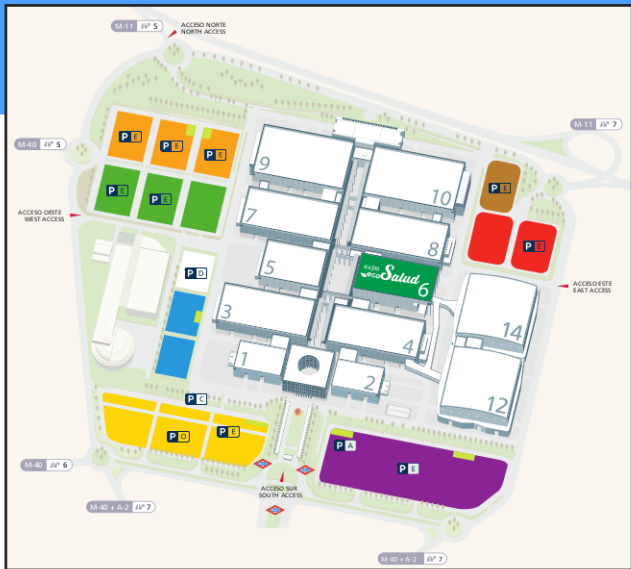 M-11 5
ACCESO NORTE
NORTH ACCESS
M-11 7
M-40 5
P E
P E
P E
9
10
P E
P E
P E
7
8
ACCESO OESTE
WEST ACCESS
P E
5
expo
ecoSalud
6
P D
ACCESO ESTE
EAST ACCESS
3
14
4
1
2
P C
12
P D
P E
P A
P E
M-40 6
ACCESO SUR
SOUTH ACCESS
M-40 + A-2 7
M-40 + A-2 7